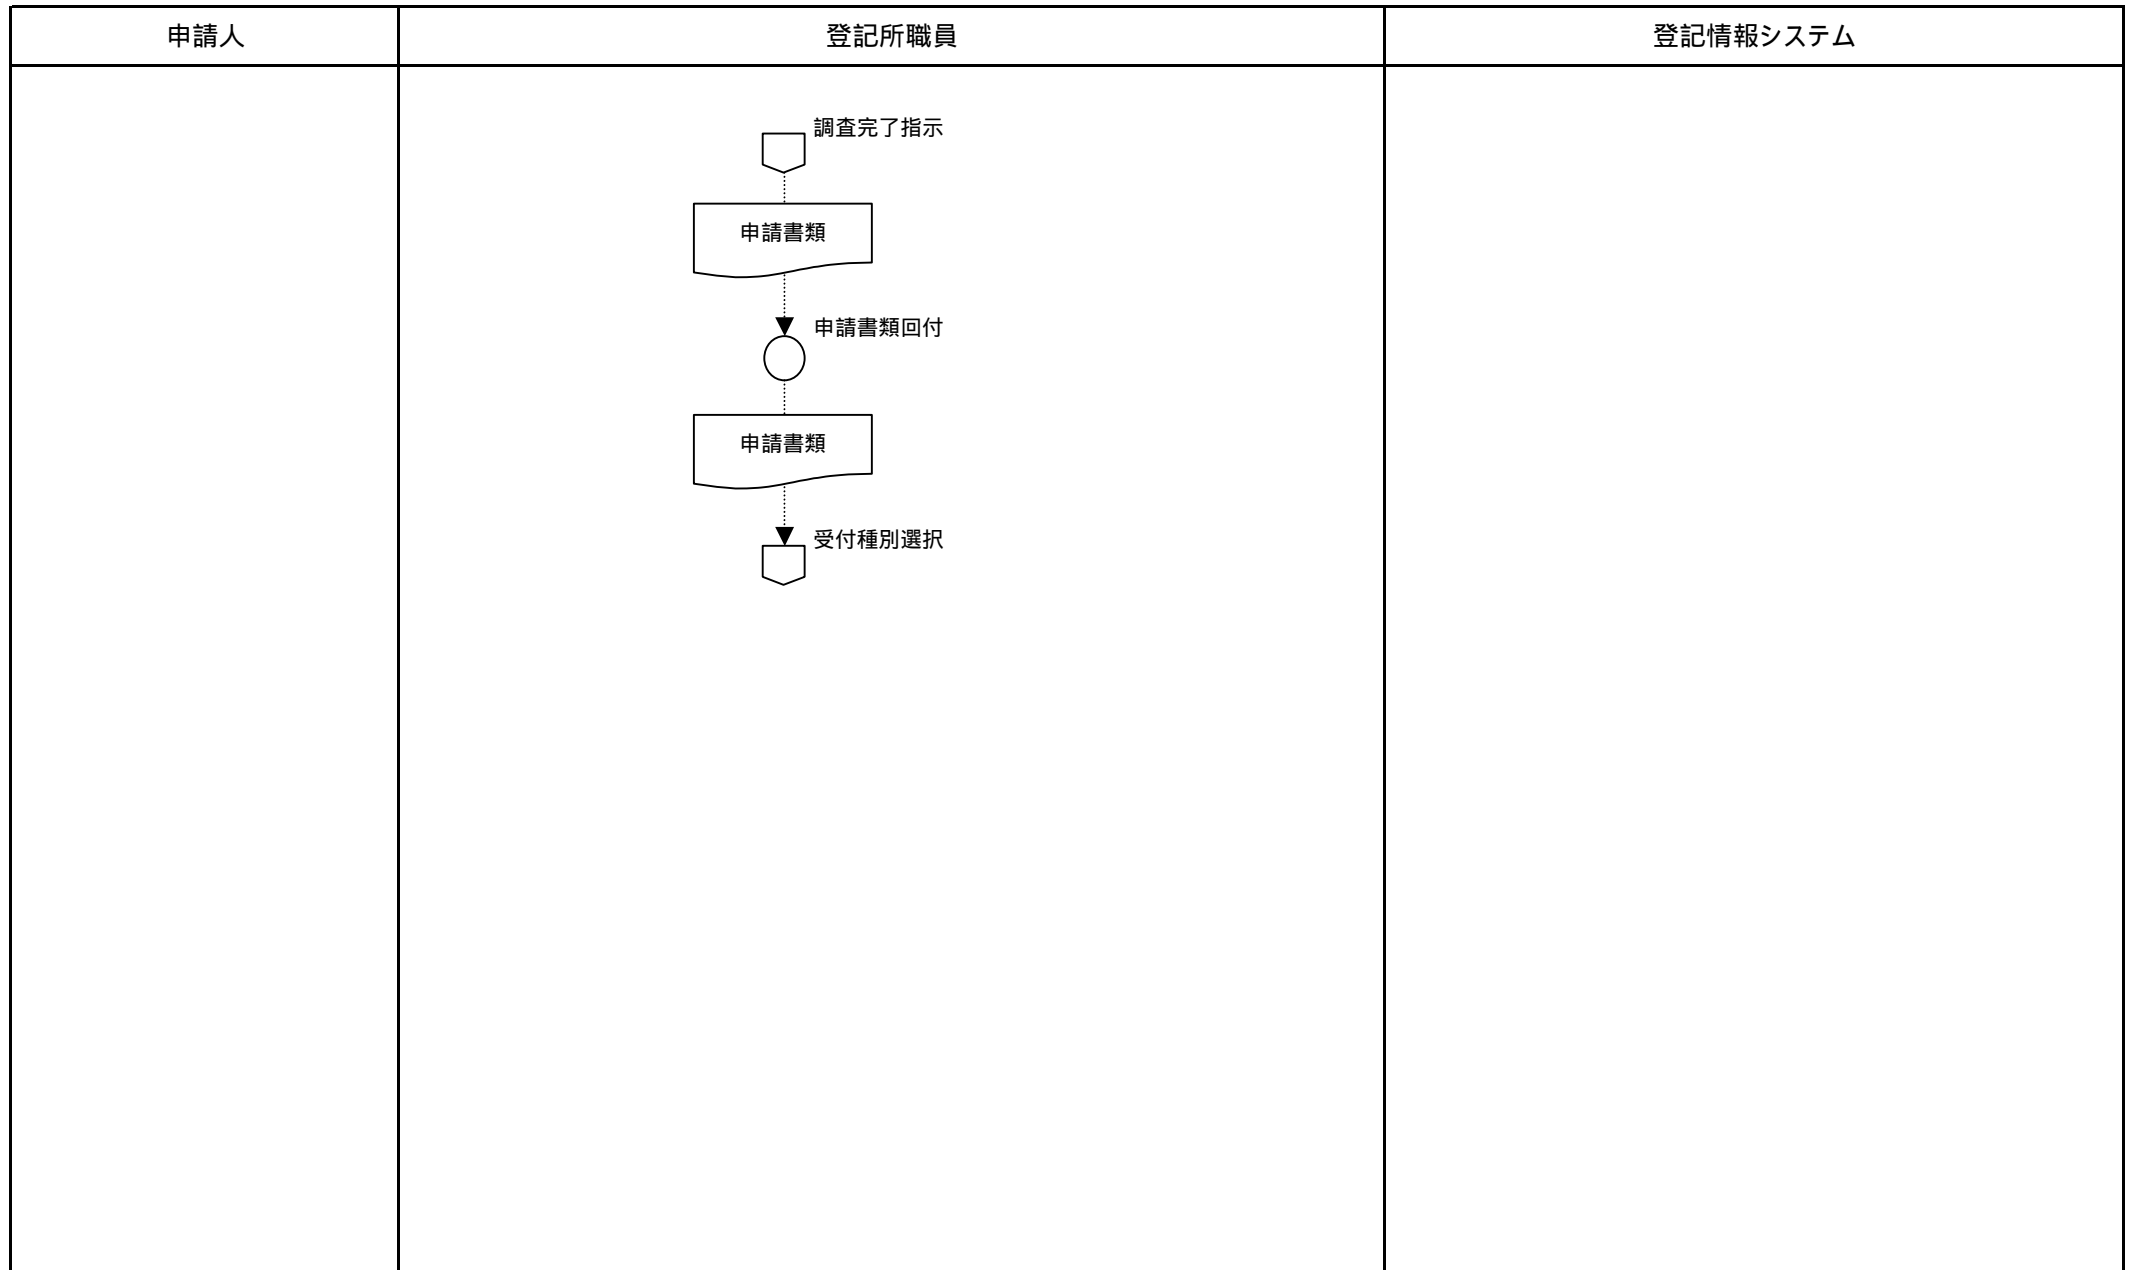 申請人
登記所職員
登記情報システム
調査完了指示
申請書類
申請書類回付
申請書類
受付種別選択